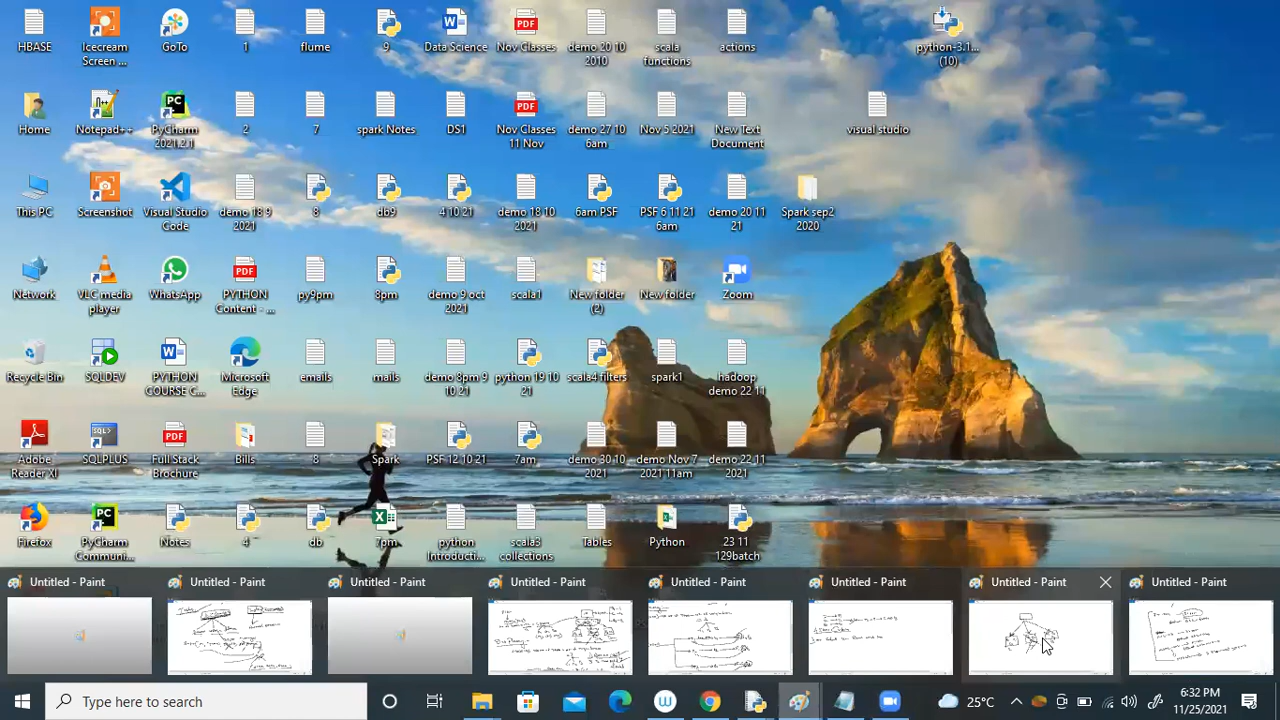 HBASE
Icecream Screen ...
GoTo
1
flume
9
Data Science
Nov Classes
demo 20 10 2010
scala functions
actions
python-3.1... (10)
Home
Notepad++
PyCharm 2021.2.1
2
7
spark Notes
DS1
Nov Classes 11 Nov
demo 27 10 6am
Nov 5 2021
New Text Document
visual studio
This PC
Screenshot
Visual Studio Code
demo 18 9 2021
8
db9
4 10 21
demo 18 10 2021
6am PSF
PSF 6 11 21 6am
demo 20 11 21
Spark sep2 2020
Network
VLC media player
WhatsApp
PYTHON Content - ...
py9pm
8pm
demo 9 oct 2021
scala1
New folder (2)
New folder
Zoom
Recycle Bin
SQLDEV
PYTHON COURSE C...
Microsoft Edge
emails
mails
demo 8pm 9 10 21
python 19 10 21
scala4 filters
spark1
hadoop demo 22 11
Adobe Reader XI
SQLPLUS
Full Stack Brochure
Bills
8
Spark
PSF 12 10 21
7am
demo 30 10 2021
demo Nov 7 2021 11am
demo 22 11 2021
Firefox
PyCharm Communi...
Notes
4
db
7pm
python Introducti...
scala3 collections
Tables
Python
23 11 129batch
Untitled - Paint
Untitled - Paint
Untitled - Paint
Untitled - Paint
Untitled - Paint
Untitled - Paint
Untitled - Paint
Untitled - Paint
Type here to search
25°C
6:32 PM
11/25/2021